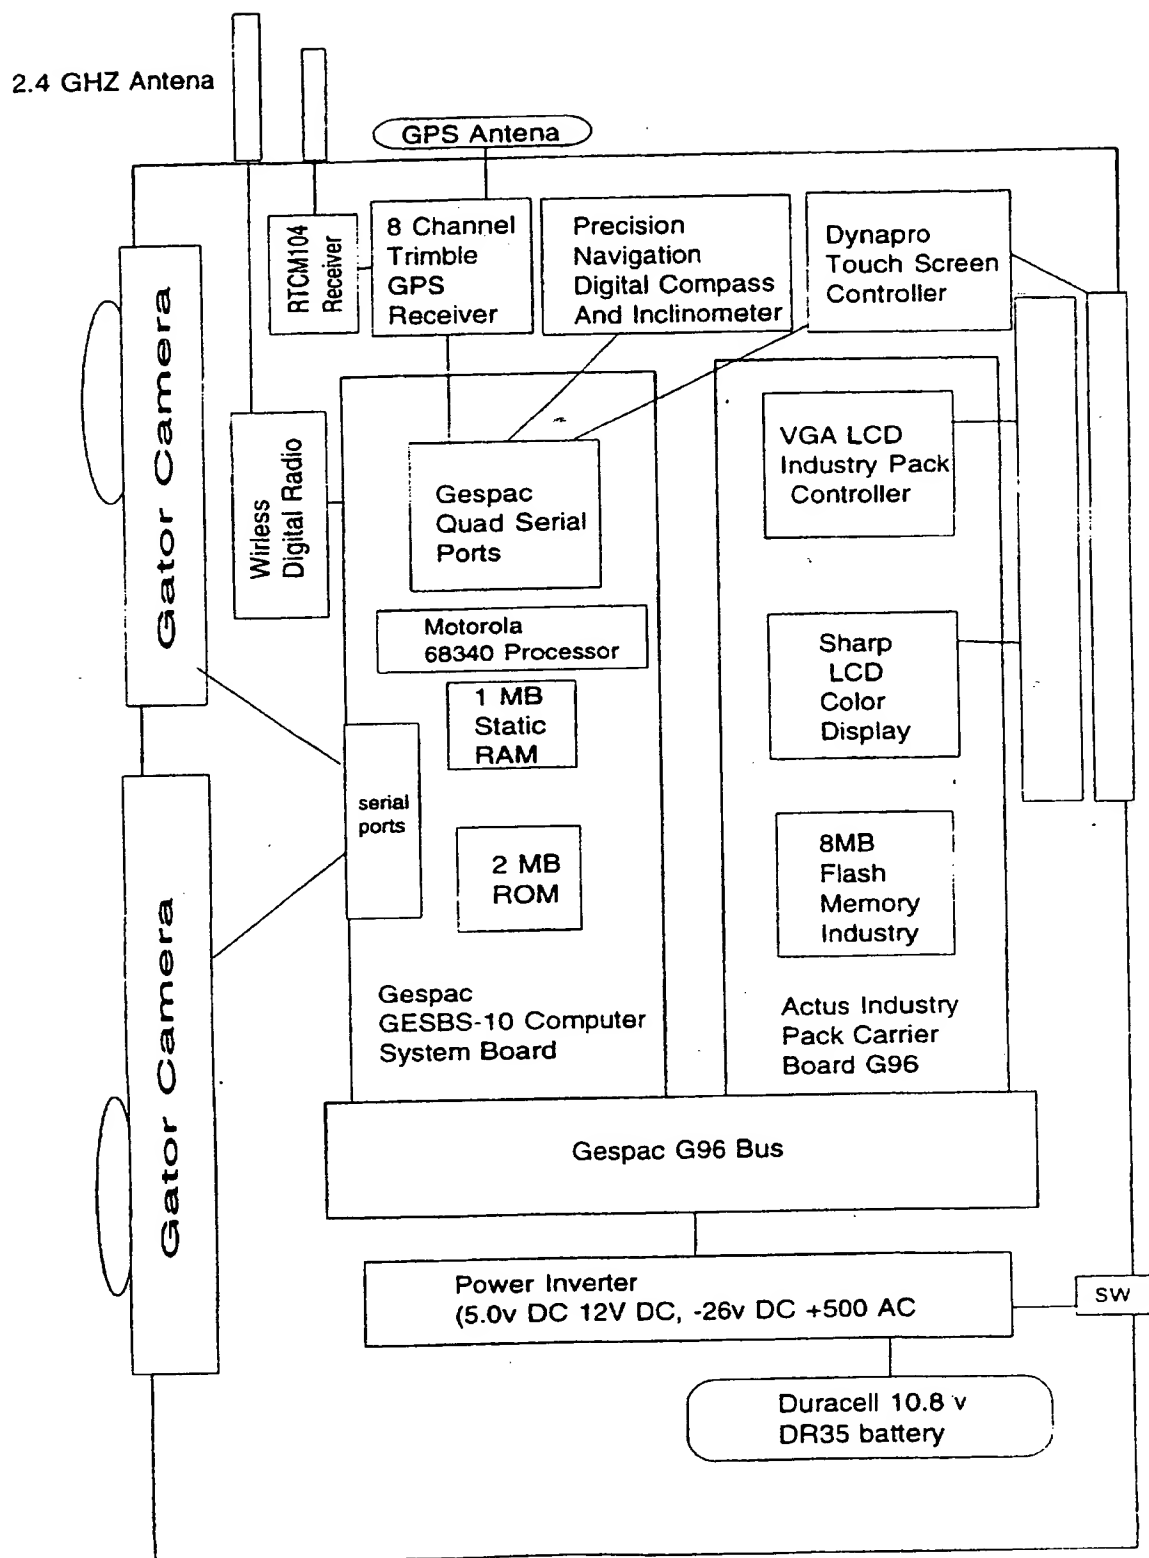 2.4 GHZ Antena
GPS Antena
RTCM104
Receiver
8 Channel
Trimble
GPS
Receiver
Precision
Navigation
Digital Compass
And Inclinometer
Dynapro
Touch Screen
Controller
Gator Camera
Wirless
Digital Radio
Gespac
Quad Serial
Ports
VGA LCD
Industry Pack
Controller
Motorola
68340 Processor
1 MB
Static
RAM
Sharp
LCD
Color
Display
serial
ports
2 MB
ROM
8MB
Flash
Memory
Industry
Gator Camera
Gespac
GESBS-10 Computer
System Board
Actus Industry
Pack Carrier
Board G96
Gespac G96 Bus
Power Inverter
(5.0v DC 12V DC, -26v DC +500 AC
SW
Duracell 10.8 v
DR35 battery